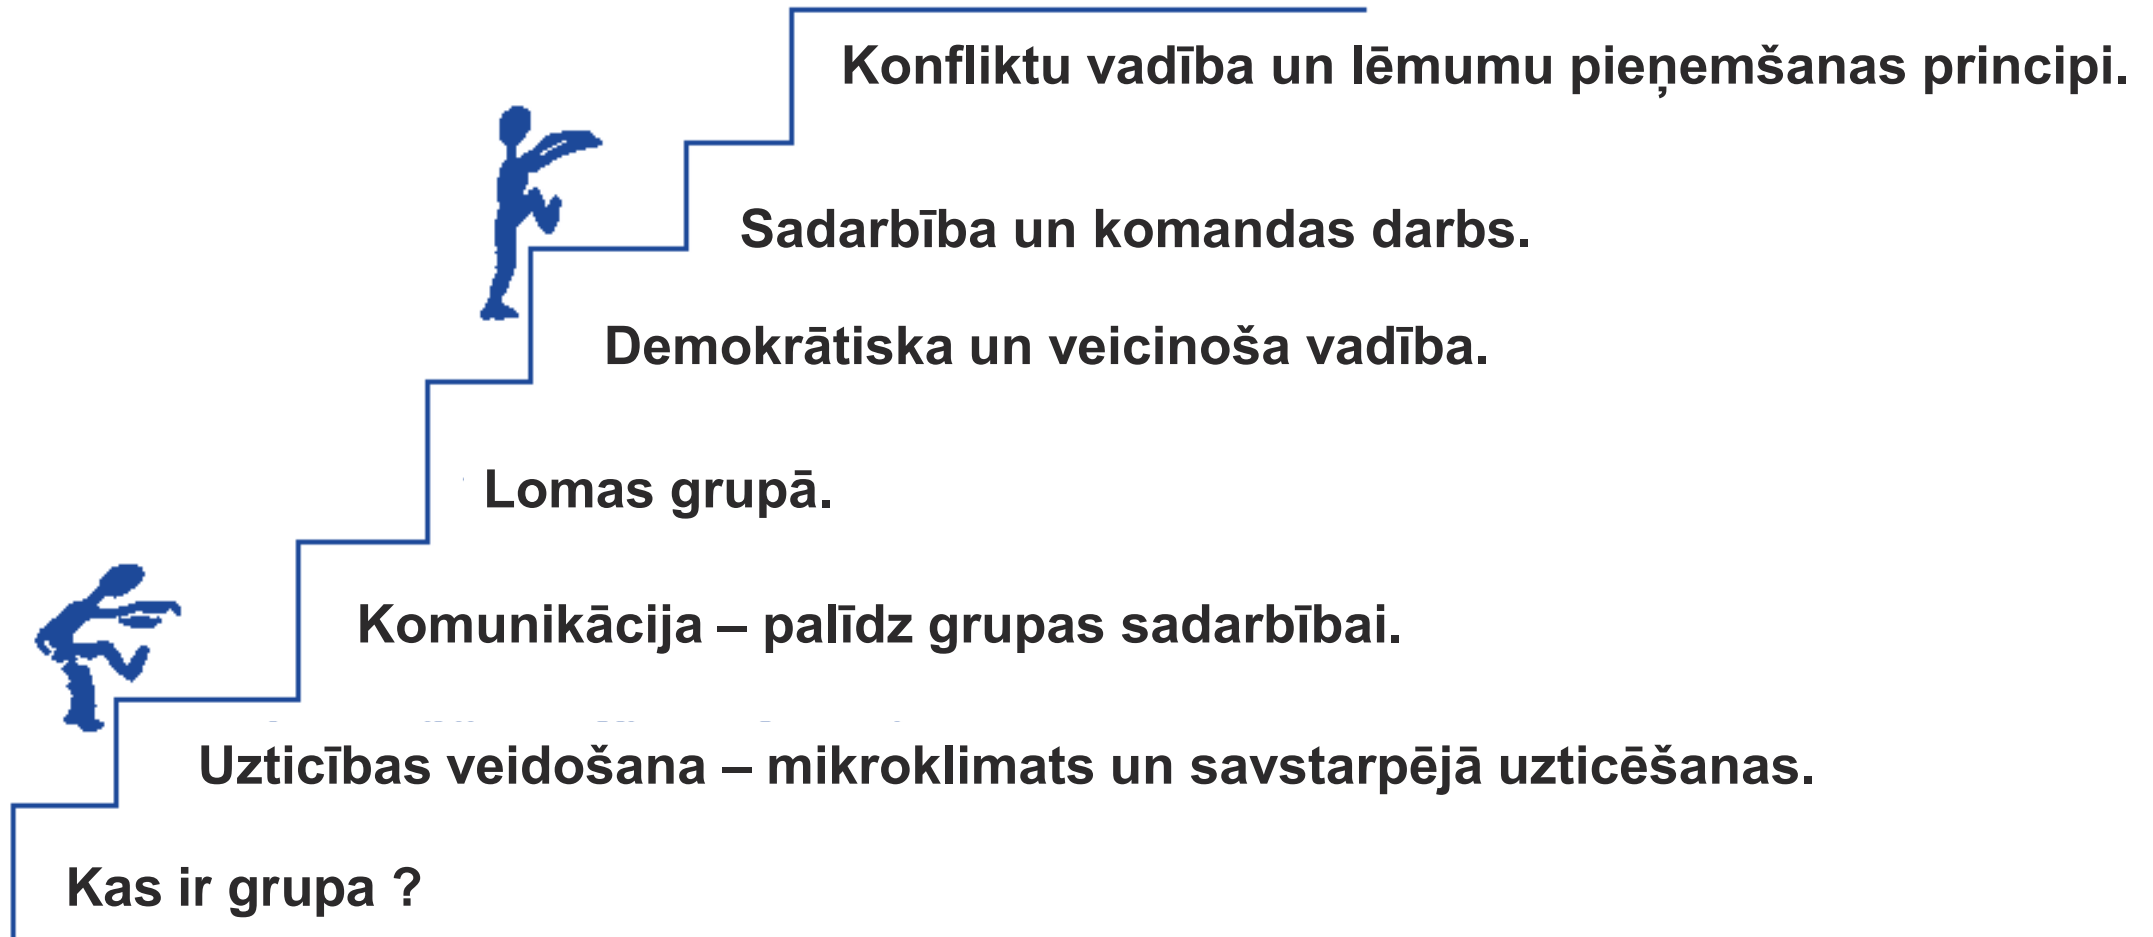 Konfliktu vadība un lēmumu pieņemšanas principi.
Sadarbība un komandas darbs.
Demokrātiska un veicinoša vadība.
Lomas grupā.
Komunikācija – palīdz grupas sadarbībai.
Uzticības veidošana – mikroklimats un savstarpējā uzticēšanas.
Kas ir grupa ?